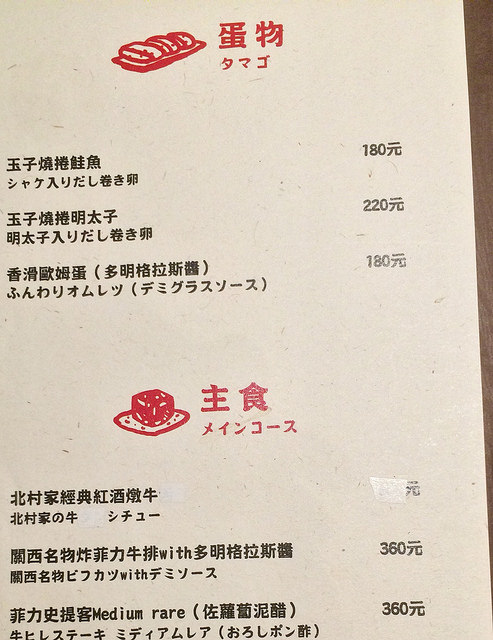 蛋物
タマゴ
玉子燒捲鮭魚 180元
シャケ入りだし巻き卵
玉子燒捲明太子 220元
明太子入りだし巻き卵
香滑歐姆蛋（多明格拉斯醬） 180元
ふんわりオムレツ（デミグラスソース）
主食
メインコース
北村家經典紅酒燉牛 元
北村家の牛 シチュー
關西名物炸菲力牛排with多明格拉斯醬 360元
關西名物ビフカツwithデミソース
菲力史提客Medium rare（佐蘿蔔泥醋） 360元
牛ヒレステーキ ミディアムレア（おろしポン酢）